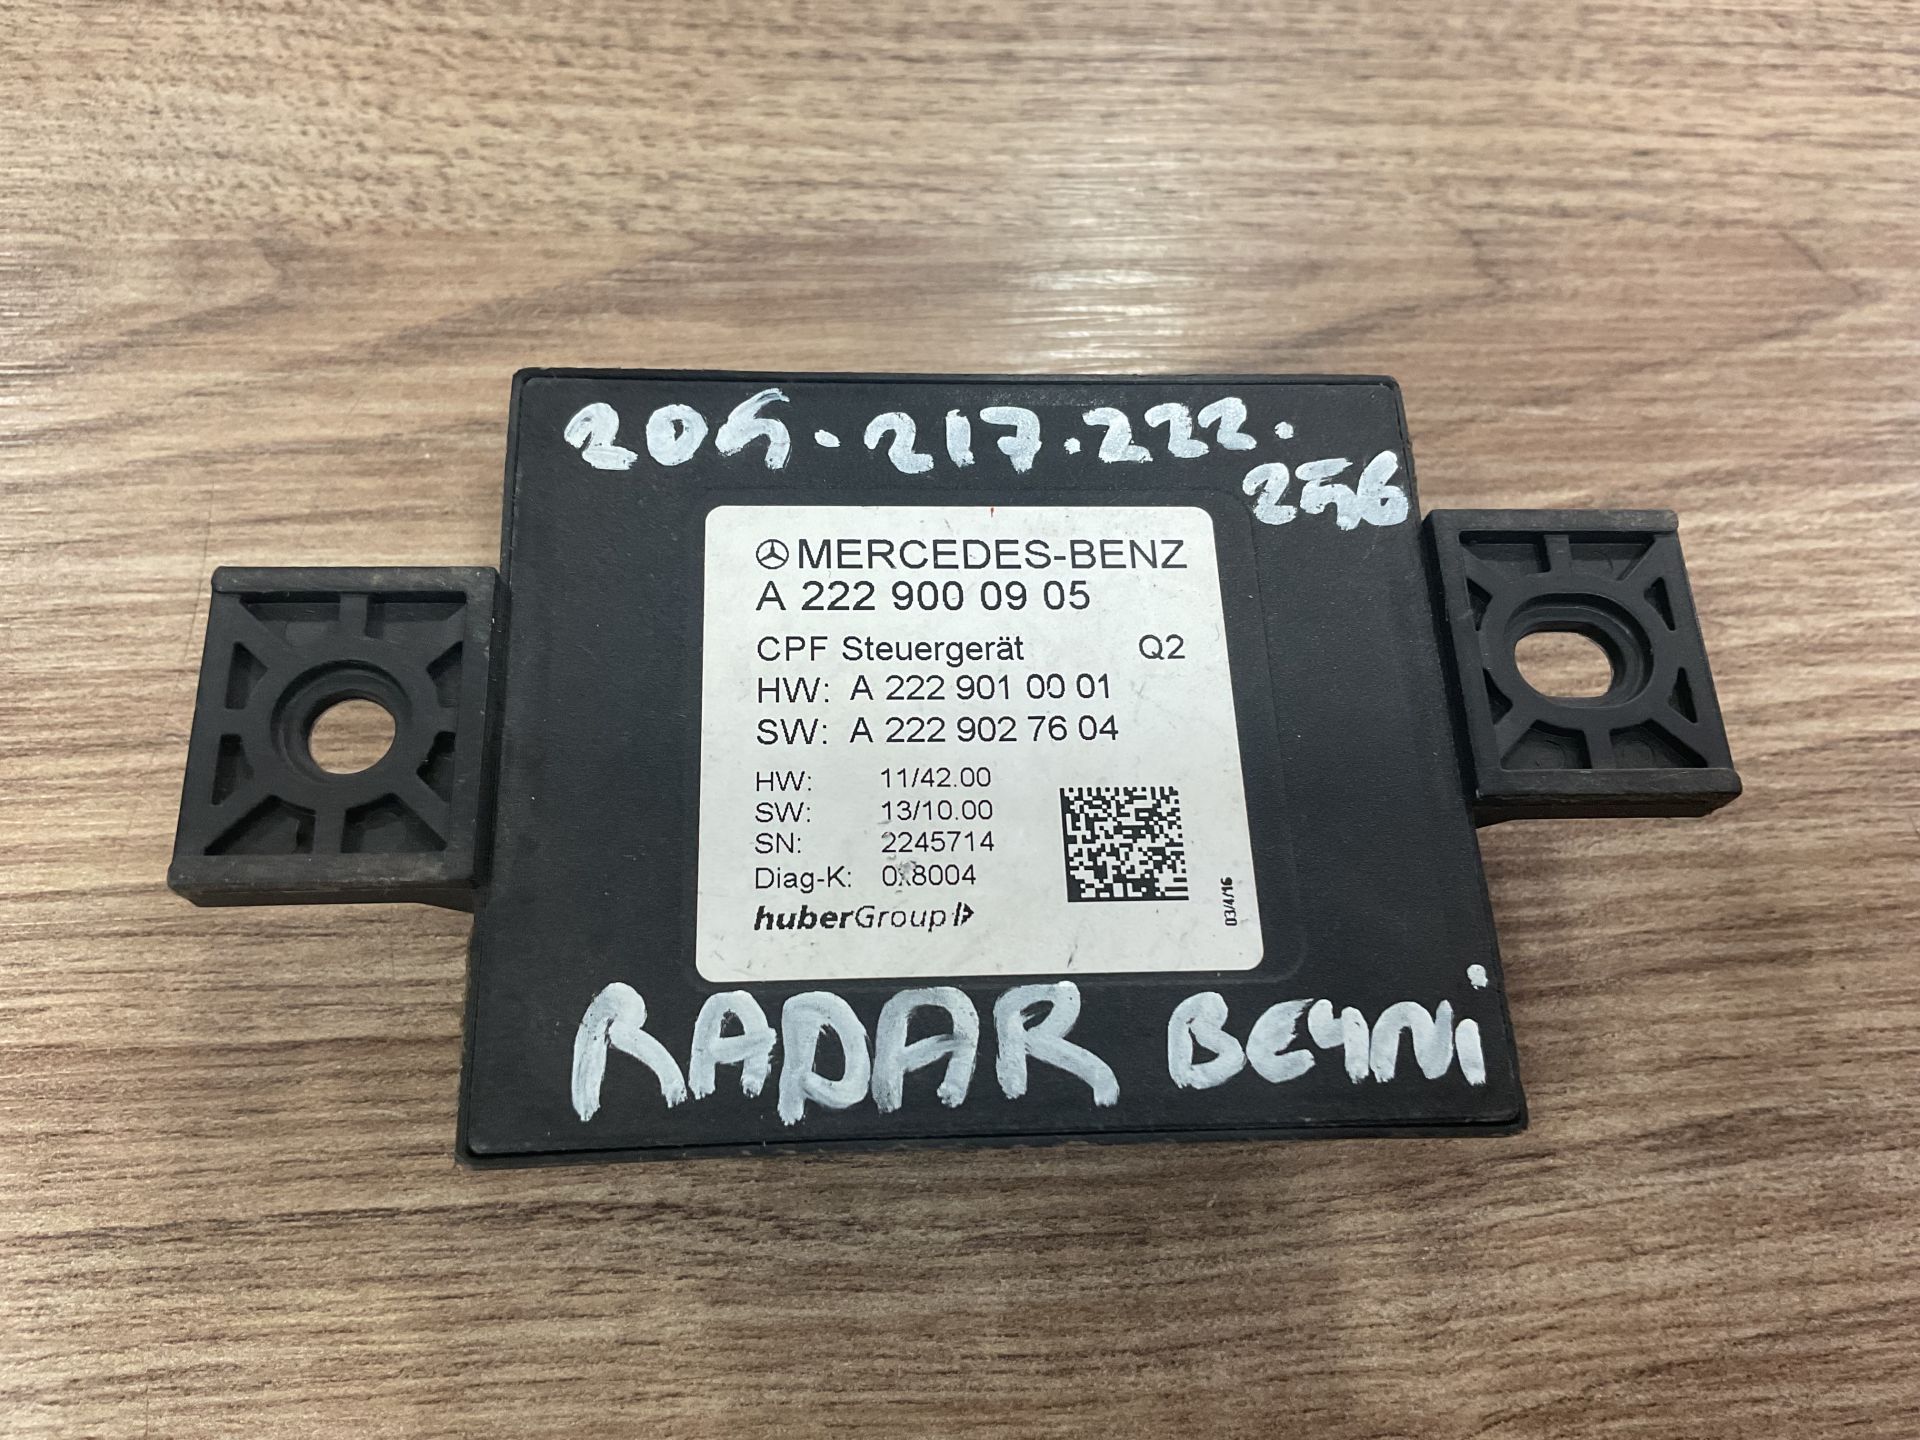 205.217.222.
256
MERCEDES-BENZ
A 222 900 09 05
CPF Steuergerät Q2
HW: A 222 901 00 01
SW: A 222 902 76 04
HW: 11/42.00
SW: 13/10.00
SN: 2245714
Diag-K: 0x8004
huberGroup
03/4/16
RADAR BEYNi